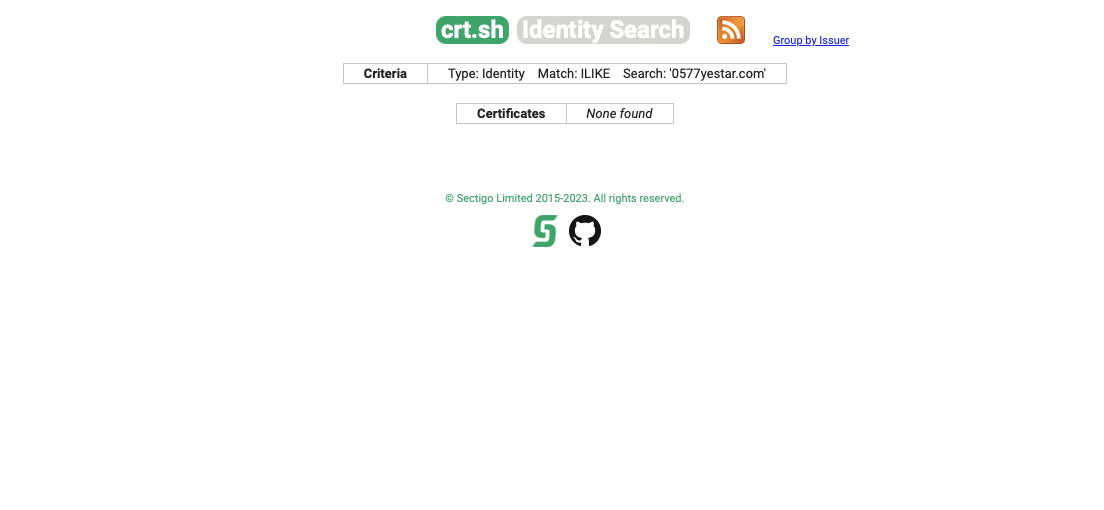 crt.sh Identity Search
Group by Issuer
Criteria Type: Identity Match: ILIKE Search: '0577yestar.com'
Certificates None found
© Sectigo Limited 2015-2023. All rights reserved.